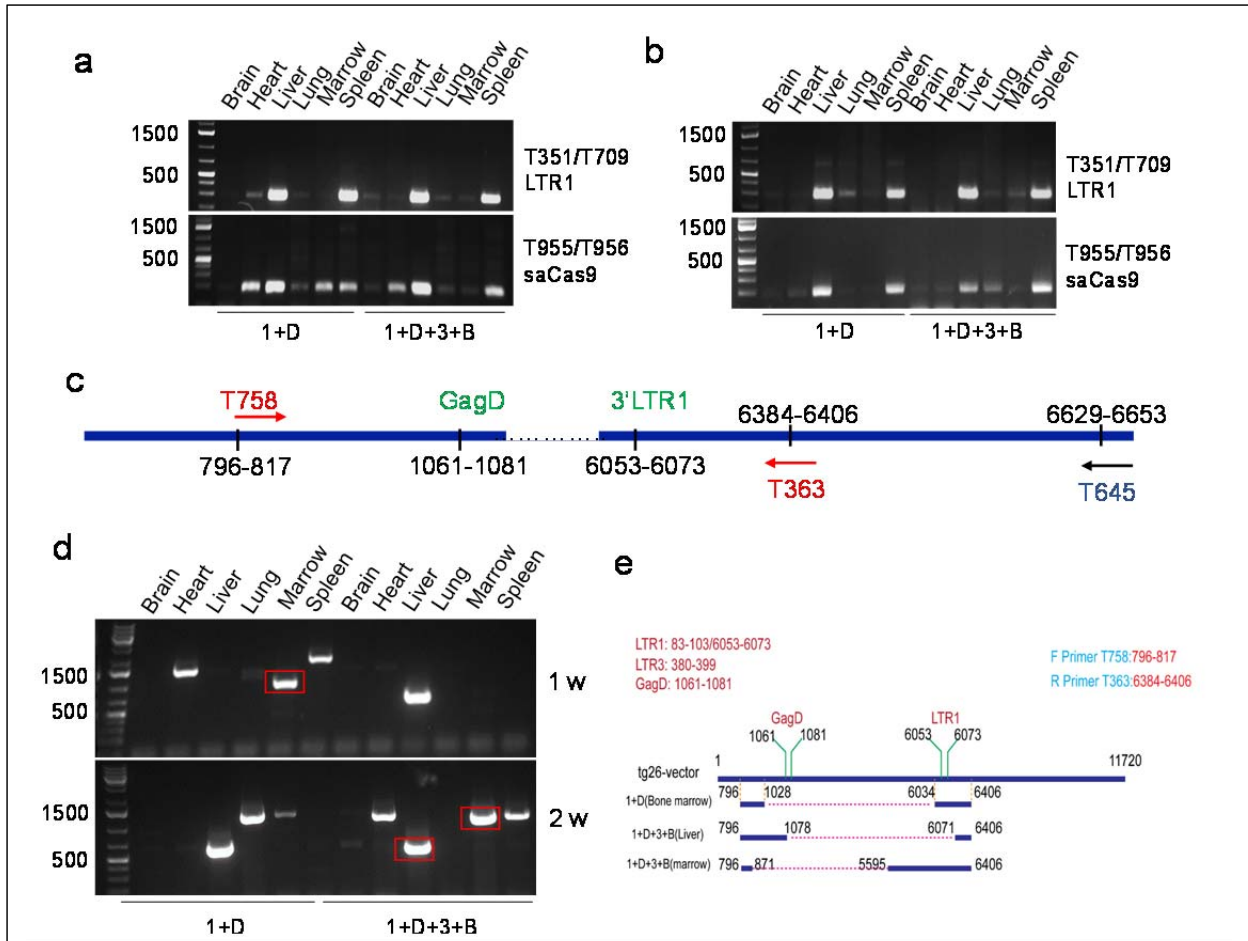 a
Brain Heart Liver Lung Marrow Spleen Brain Heart Liver Lung Marrow Spleen
1500
500
T351/T709
LTR1
1500
500
T955/T956
saCas9
1+D
1+D+3+B
b
Brain Heart Liver Lung Marrow Spleen Brain Heart Liver Lung Marrow Spleen
1500
500
T351/T709
LTR1
1500
500
T955/T956
saCas9
1+D
1+D+3+B
c
T758
GagD
3'LTR1
6384-6406
6629-6653
796-817
1061-1081
6053-6073
T363
T645
d
Brain Heart Liver Lung Marrow Spleen Brain Heart Liver Lung Marrow Spleen
1500
500
1 w
1500
500
2 w
1+D
1+D+3+B
e
LTR1: 83-103/6053-6073
LTR3: 380-399
GagD: 1061-1081
F Primer T758:796-817
R Primer T363:6384-6406
GagD
LTR1
1061 1081 6053 6073
1 11720
tg26-vector
1+D(Bone marrow) 796 1028 6034 6406
1+D+3+B(Liver) 796 1078 6071 6406
1+D+3+B(marrow) 796 871 5595 6406